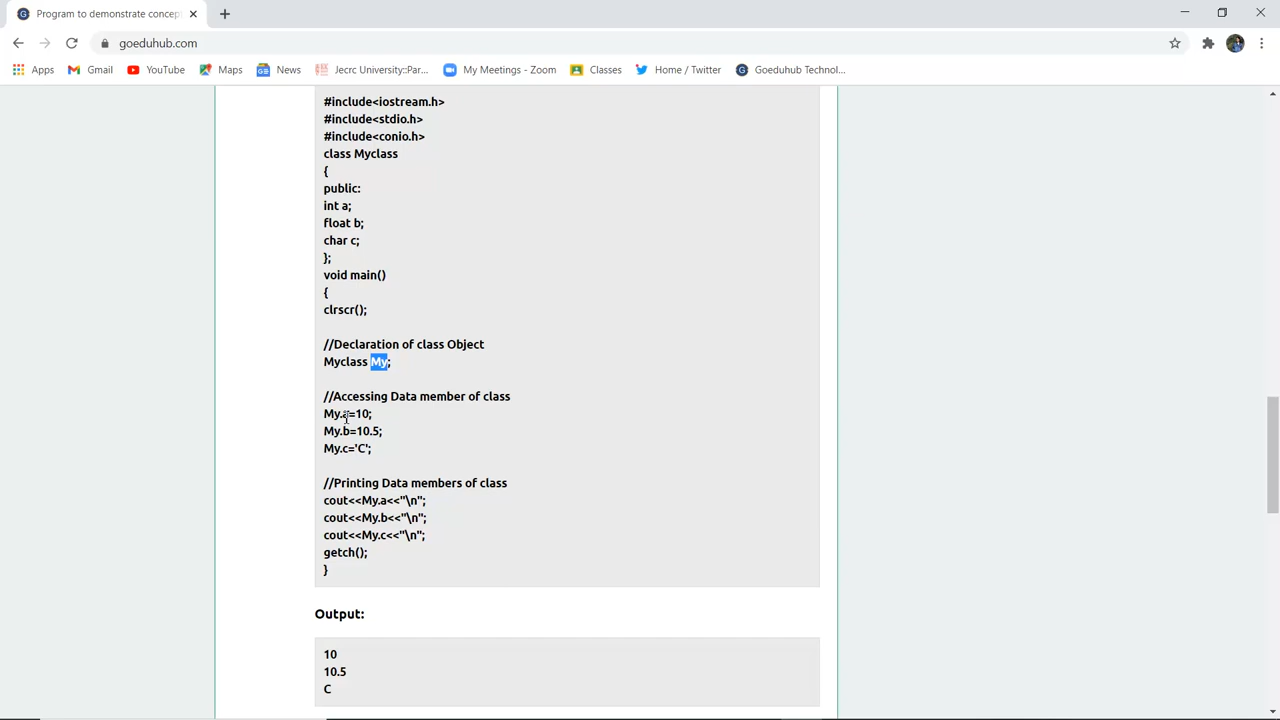 Program to demonstrate concep
goeduhub.com
Apps
Gmail
YouTube
Maps
News
Jecrc University::Par...
My Meetings - Zoom
Classes
Home / Twitter
Goeduhub Technol...
#include<iostream.h>
#include<stdio.h>
#include<conio.h>
class Myclass
{
public:
int a;
float b;
char c;
};
void main()
{
clrscr();
//Declaration of class Object
Myclass My;
//Accessing Data member of class
My.a=10;
My.b=10.5;
My.c='C';
//Printing Data members of class
cout<<My.a<<"\n";
cout<<My.b<<"\n";
cout<<My.c<<"\n";
getch();
}
Output:
10
10.5
C